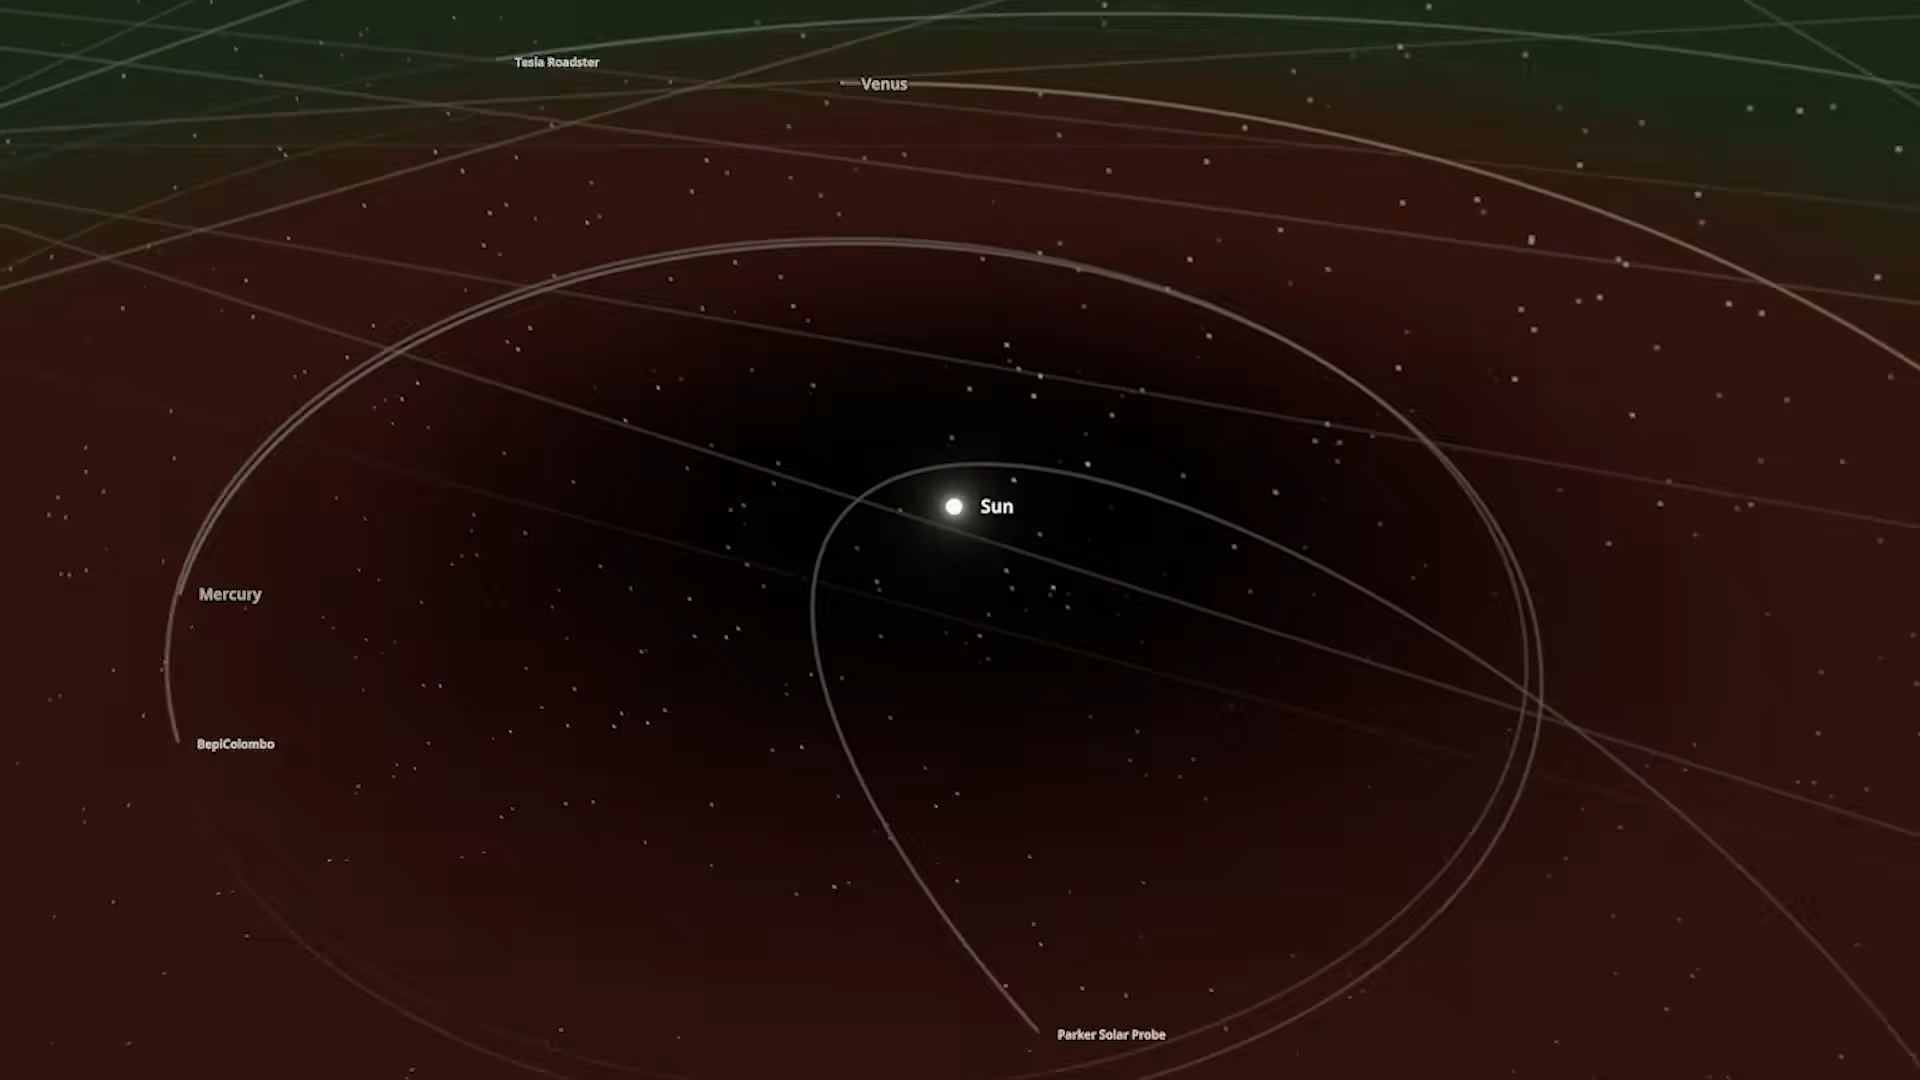 Tesla Roadster
Venus
Sun
Mercury
BepiColombo
Parker Solar Probe